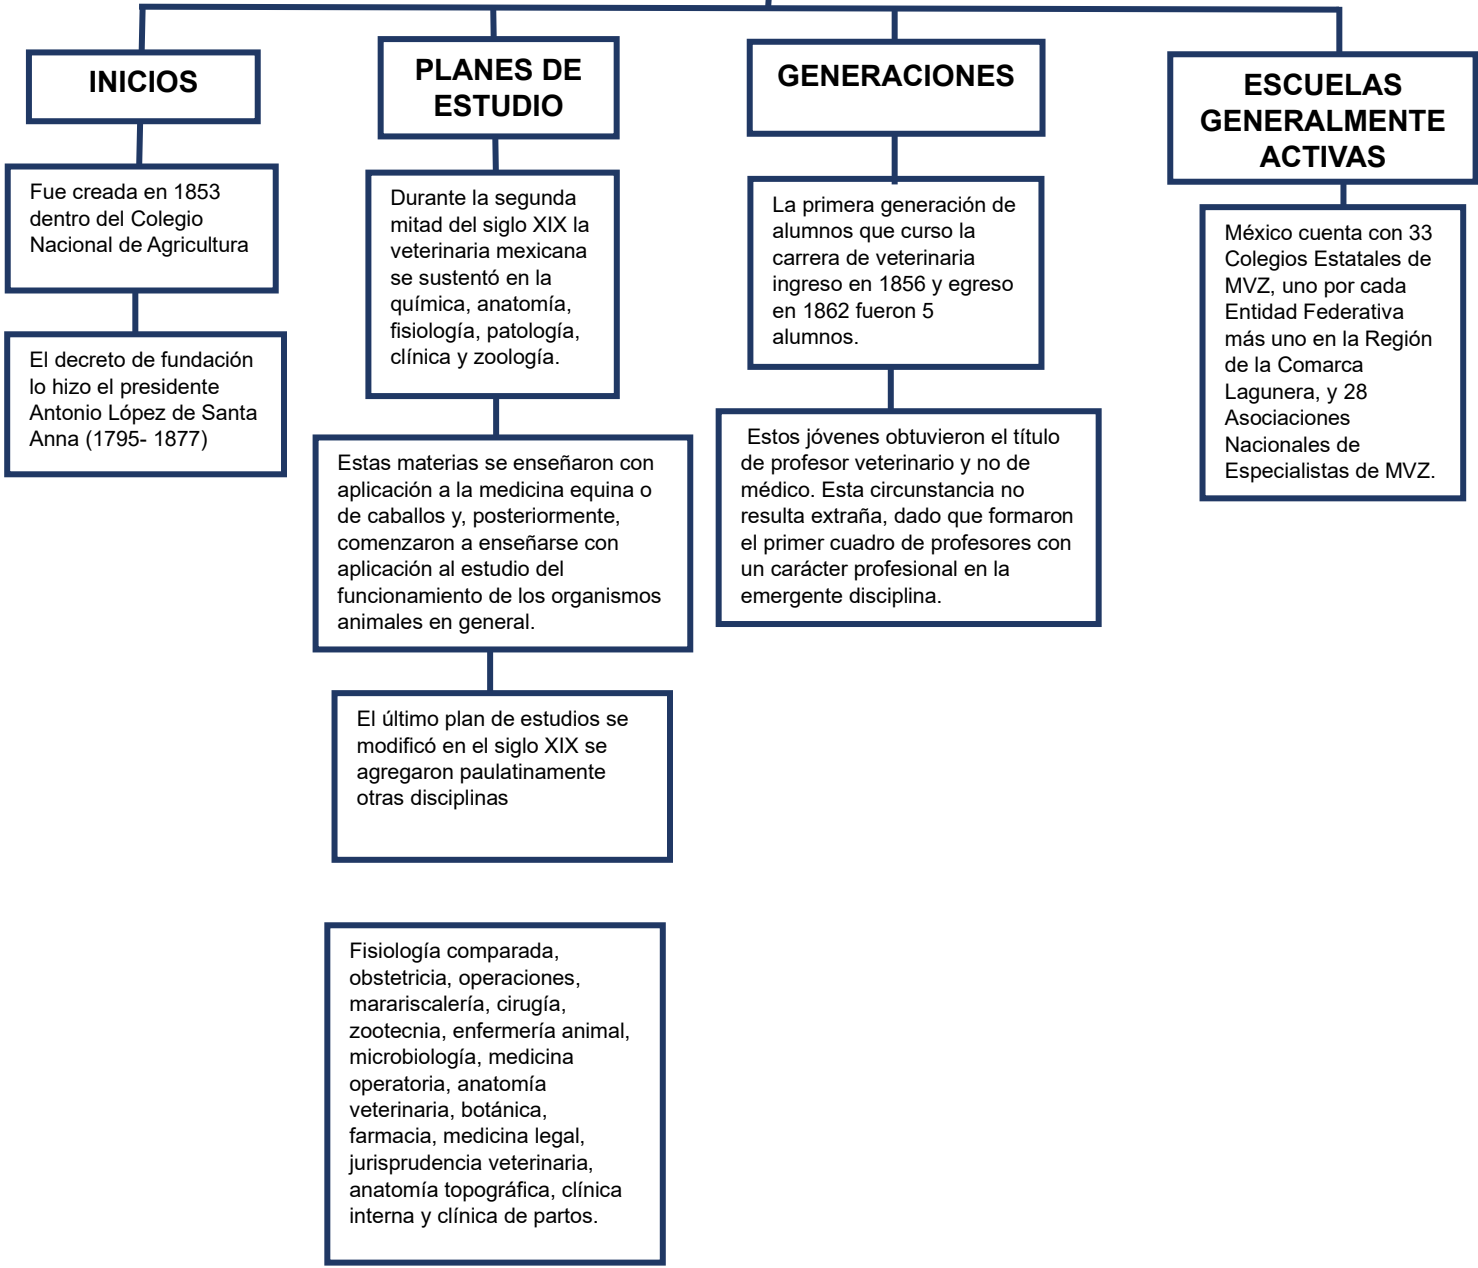 INICIOS
Fue creada en 1853
dentro del Colegio
Nacional de Agricultura
El decreto de fundación
lo hizo el presidente
Antonio López de Santa
Anna (1795- 1877)
PLANES DE
ESTUDIO
Durante la segunda
mitad del siglo XIX la
veterinaria mexicana
se sustentó en la
química, anatomía,
fisiología, patología,
clínica y zoología.
Estas materias se enseñaron con
aplicación a la medicina equina o
de caballos y, posteriormente,
comenzaron a enseñarse con
aplicación al estudio del
funcionamiento de los organismos
animales en general.
El último plan de estudios se
modificó en el siglo XIX se
agregaron paulatinamente
otras disciplinas
Fisiología comparada,
obstetricia, operaciones,
marariscalería, cirugía,
zootecnia, enfermería animal,
microbiología, medicina
operatoria, anatomía
veterinaria, botánica,
farmacia, medicina legal,
jurisprudencia veterinaria,
anatomía topográfica, clínica
interna y clínica de partos.
GENERACIONES
La primera generación de
alumnos que curso la
carrera de veterinaria
ingreso en 1856 y egreso
en 1862 fueron 5
alumnos.
Estos jóvenes obtuvieron el título
de profesor veterinario y no de
médico. Esta circunstancia no
resulta extraña, dado que formaron
el primer cuadro de profesores con
un carácter profesional en la
emergente disciplina.
ESCUELAS
GENERALMENTE
ACTIVAS
México cuenta con 33
Colegios Estatales de
MVZ, uno por cada
Entidad Federativa
más uno en la Región
de la Comarca
Lagunera, y 28
Asociaciones
Nacionales de
Especialistas de MVZ.